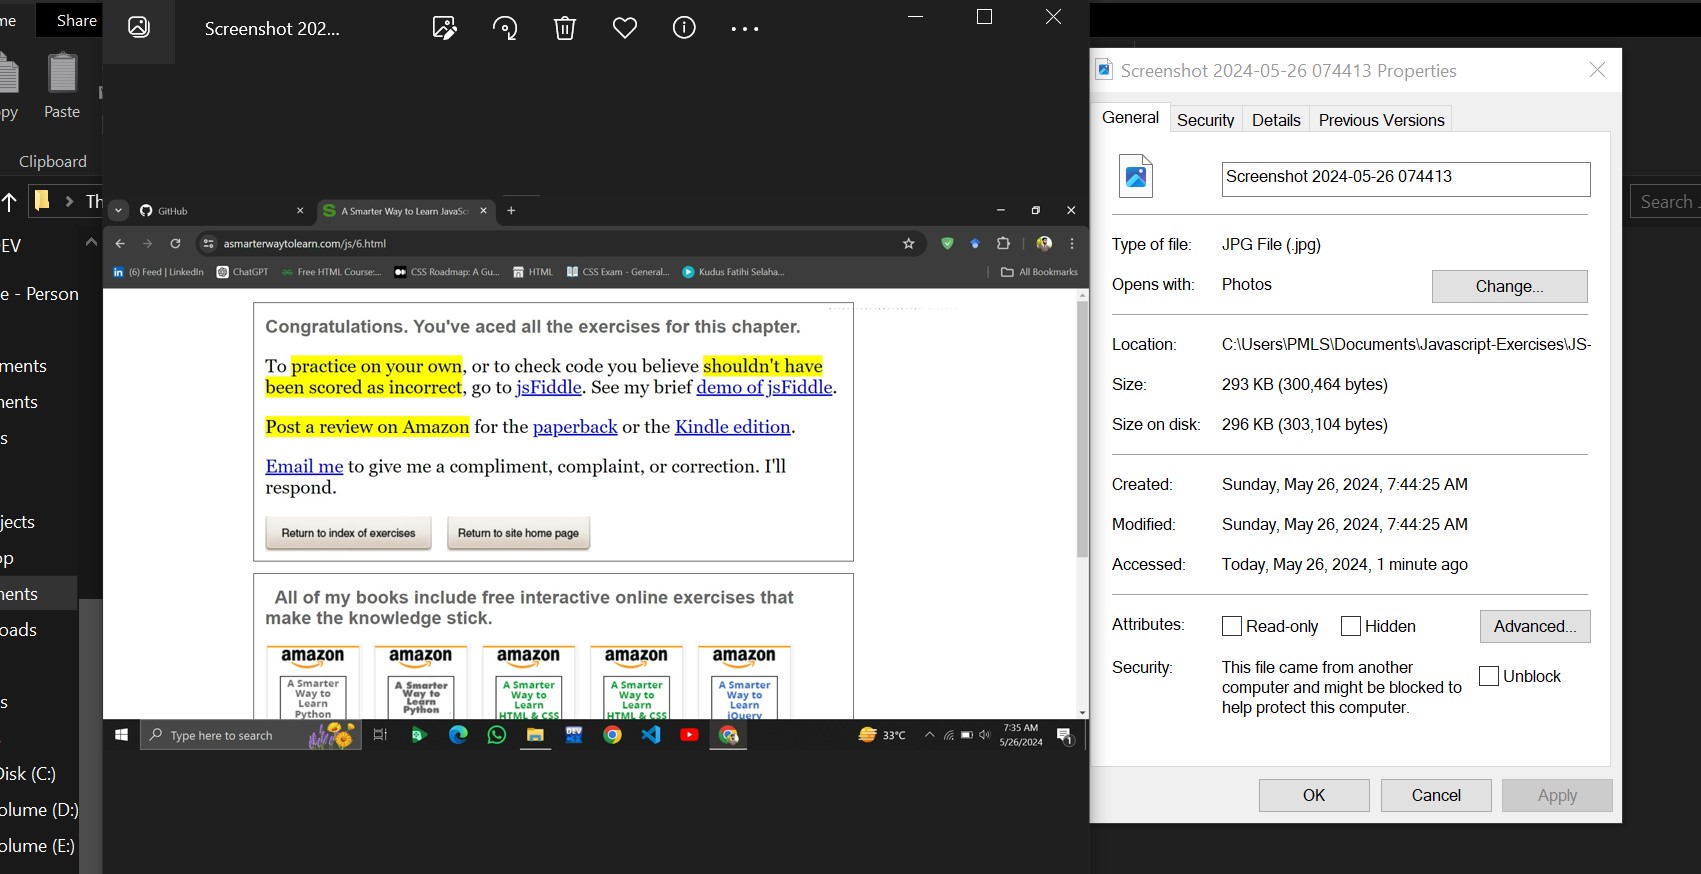 me
Share
py
Paste
Clipboard
Th
EV
e - Person
ments
ents
s
jects
op
ents
oads
s
Disk (C:)
olume (D:)
olume (E:)
Screenshot 202...
GitHub
A Smarter Way to Learn JavaSc
asmarterwaytolearn.com/js/6.html
(6) Feed | LinkedIn
ChatGPT
Free HTML Course:...
CSS Roadmap: A Gu...
HTML
CSS Exam - General...
Kudus Fatihi Selaha...
All Bookmarks
Congratulations. You've aced all the exercises for this chapter.
To practice on your own, or to check code you believe shouldn't have
been scored as incorrect, go to jsFiddle. See my brief demo of jsFiddle.
Post a review on Amazon for the paperback or the Kindle edition.
Email me to give me a compliment, complaint, or correction. I'll
respond.
Return to index of exercises
Return to site home page
All of my books include free interactive online exercises that
make the knowledge stick.
amazon
A Smarter
Way to
Learn
Python
amazon
A Smarter
Way to
Learn
Python
amazon
A Smarter
Way to
Learn
HTML & CSS
amazon
A Smarter
Way to
Learn
HTML & CSS
amazon
A Smarter
Way to
Learn
jQuery
Type here to search
DEV
33°C
7:35 AM
5/26/2024
1
Screenshot 2024-05-26 074413 Properties
General
Security
Details
Previous Versions
Screenshot 2024-05-26 074413
Type of file: JPG File (.jpg)
Opens with: Photos
Change...
Location: C:\Users\PMLS\Documents\Javascript-Exercises\JS-
Size: 293 KB (300,464 bytes)
Size on disk: 296 KB (303,104 bytes)
Created: Sunday, May 26, 2024, 7:44:25 AM
Modified: Sunday, May 26, 2024, 7:44:25 AM
Accessed: Today, May 26, 2024, 1 minute ago
Attributes: Read-only Hidden
Advanced...
Security: This file came from another
computer and might be blocked to
help protect this computer.
Unblock
OK
Cancel
Apply
Search